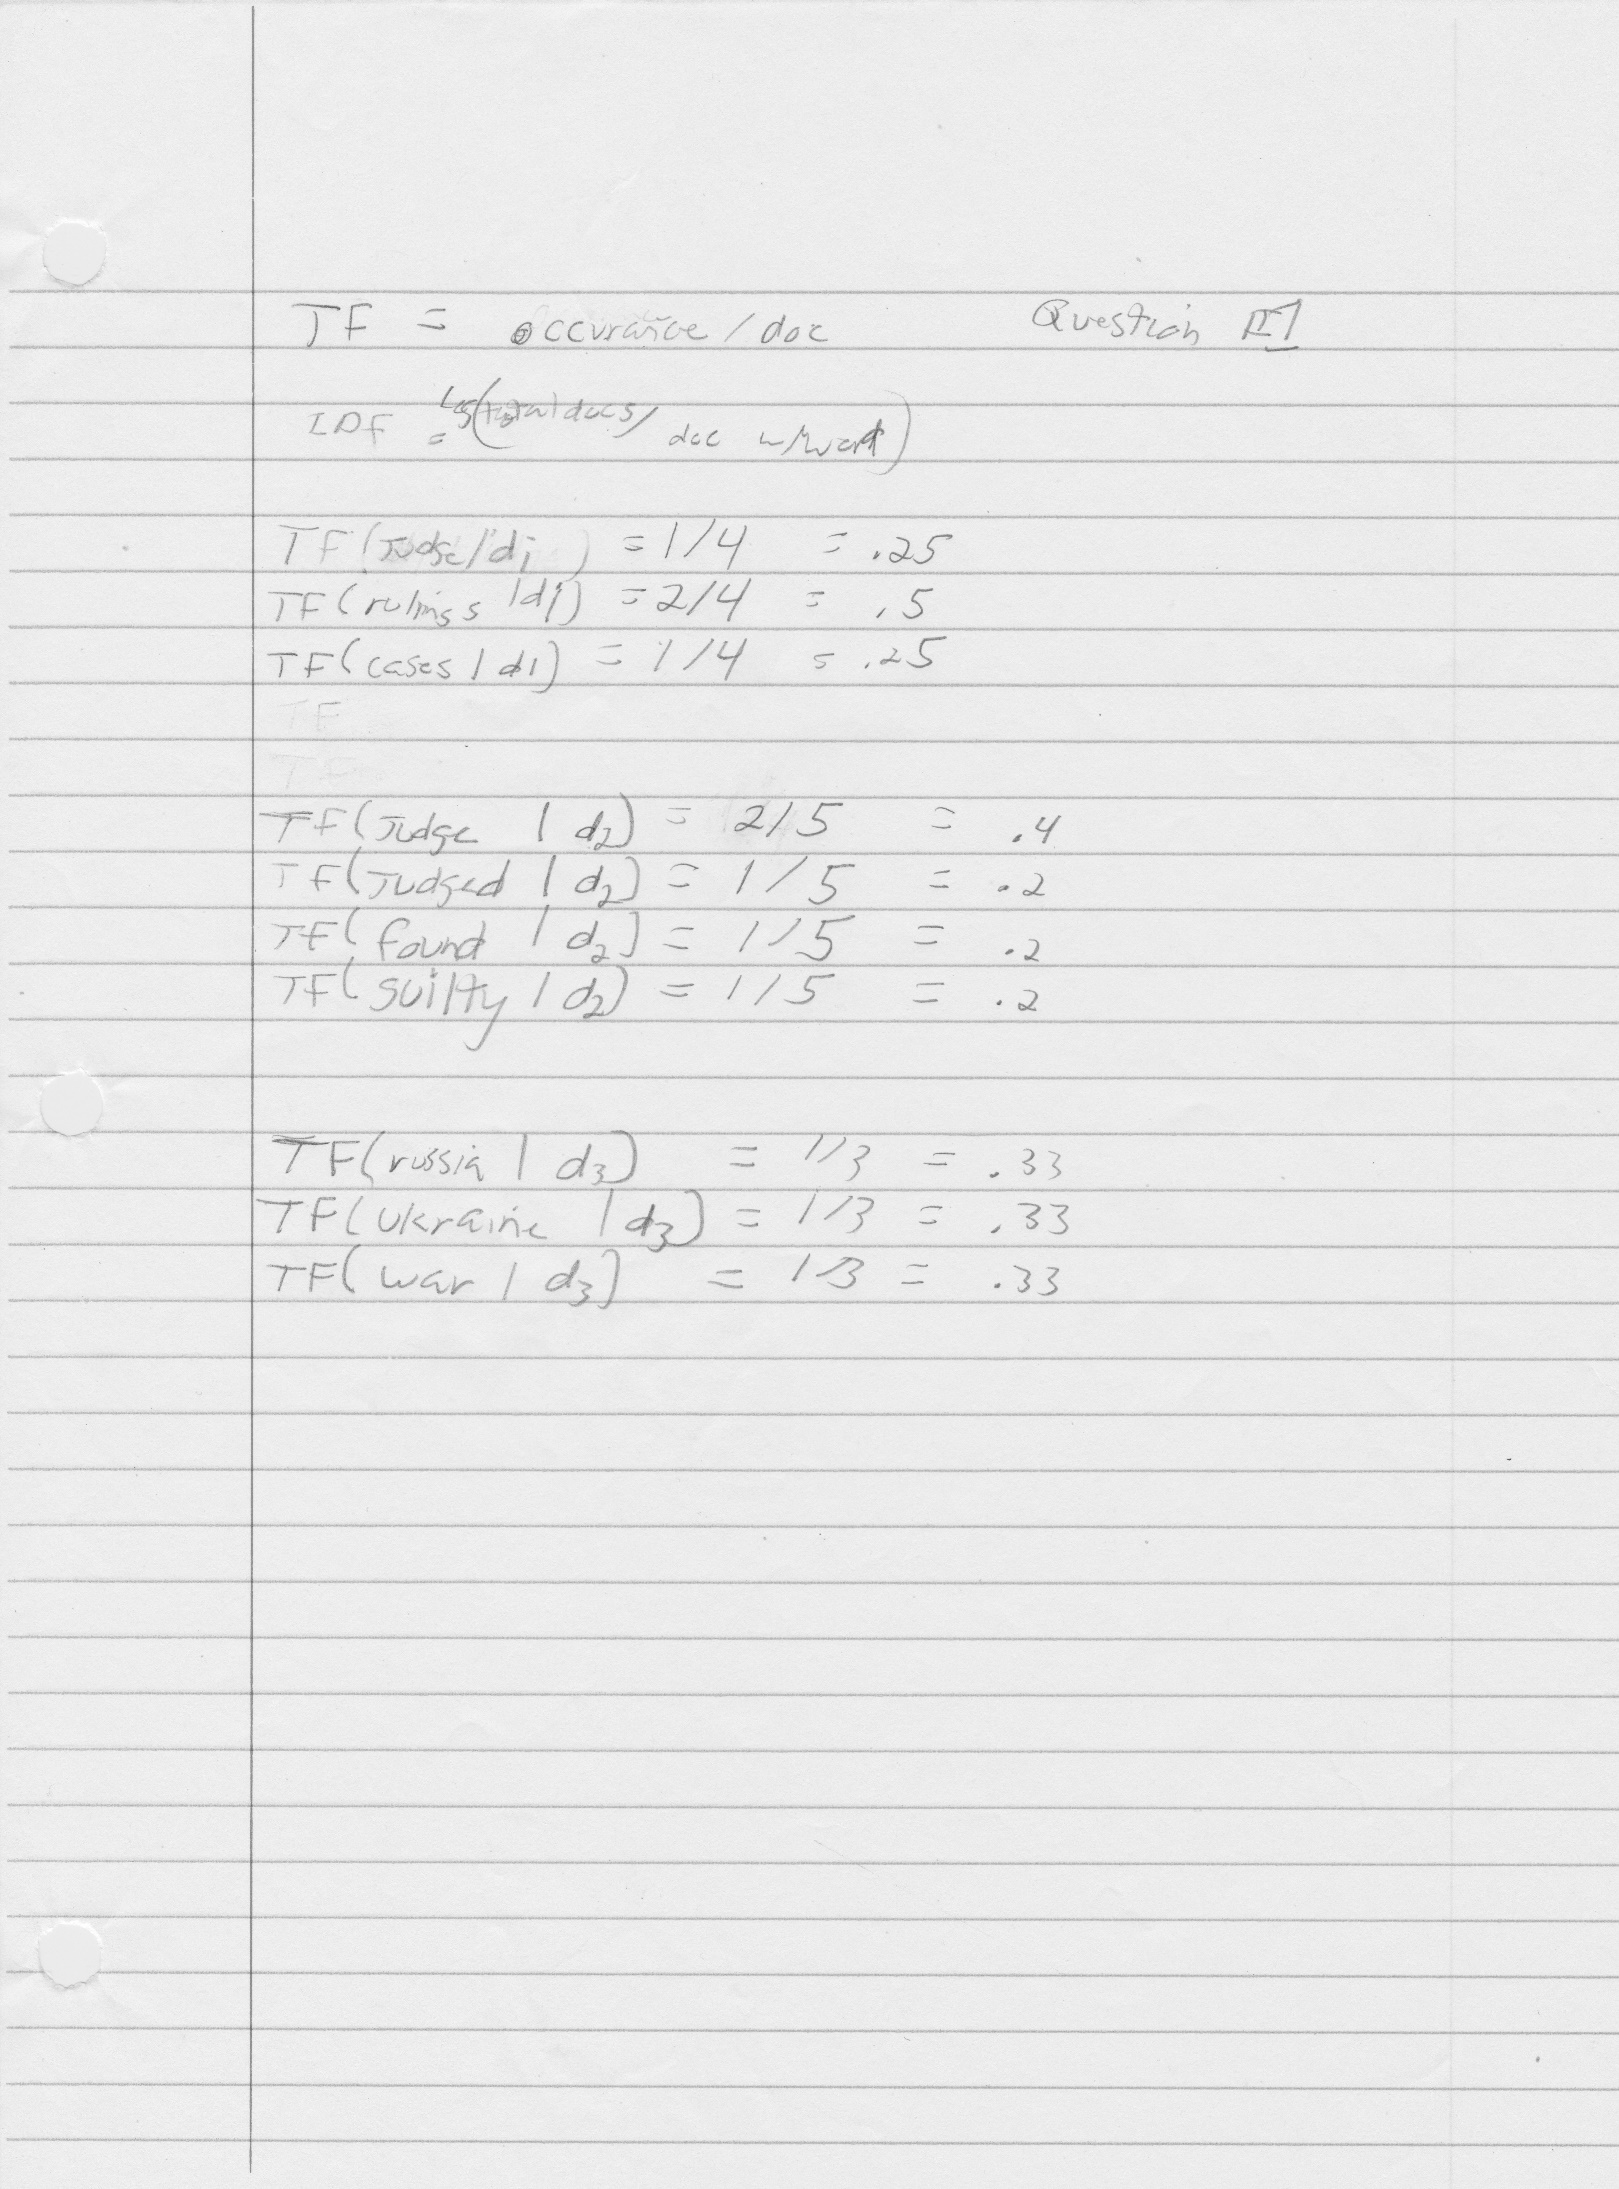 TF = occurance / doc Question II
IDF = Log(total docs / doc w/word)
TF(Judge/d1) = 1/4 = .25
TF(rulings |d1) = 2/4 = .5
TF(cases | d1) = 1/4 = .25
TF
TF
TF(Judge | d2) = 2/5 = .4
TF(Judged | d2) = 1/5 = .2
TF(found | d2) = 1/5 = .2
TF(guilty | d2) = 1/5 = .2
TF(russia | d3) = 1/3 = .33
TF(Ukraine | d3) = 1/3 = .33
TF(war | d3) = 1/3 = .33